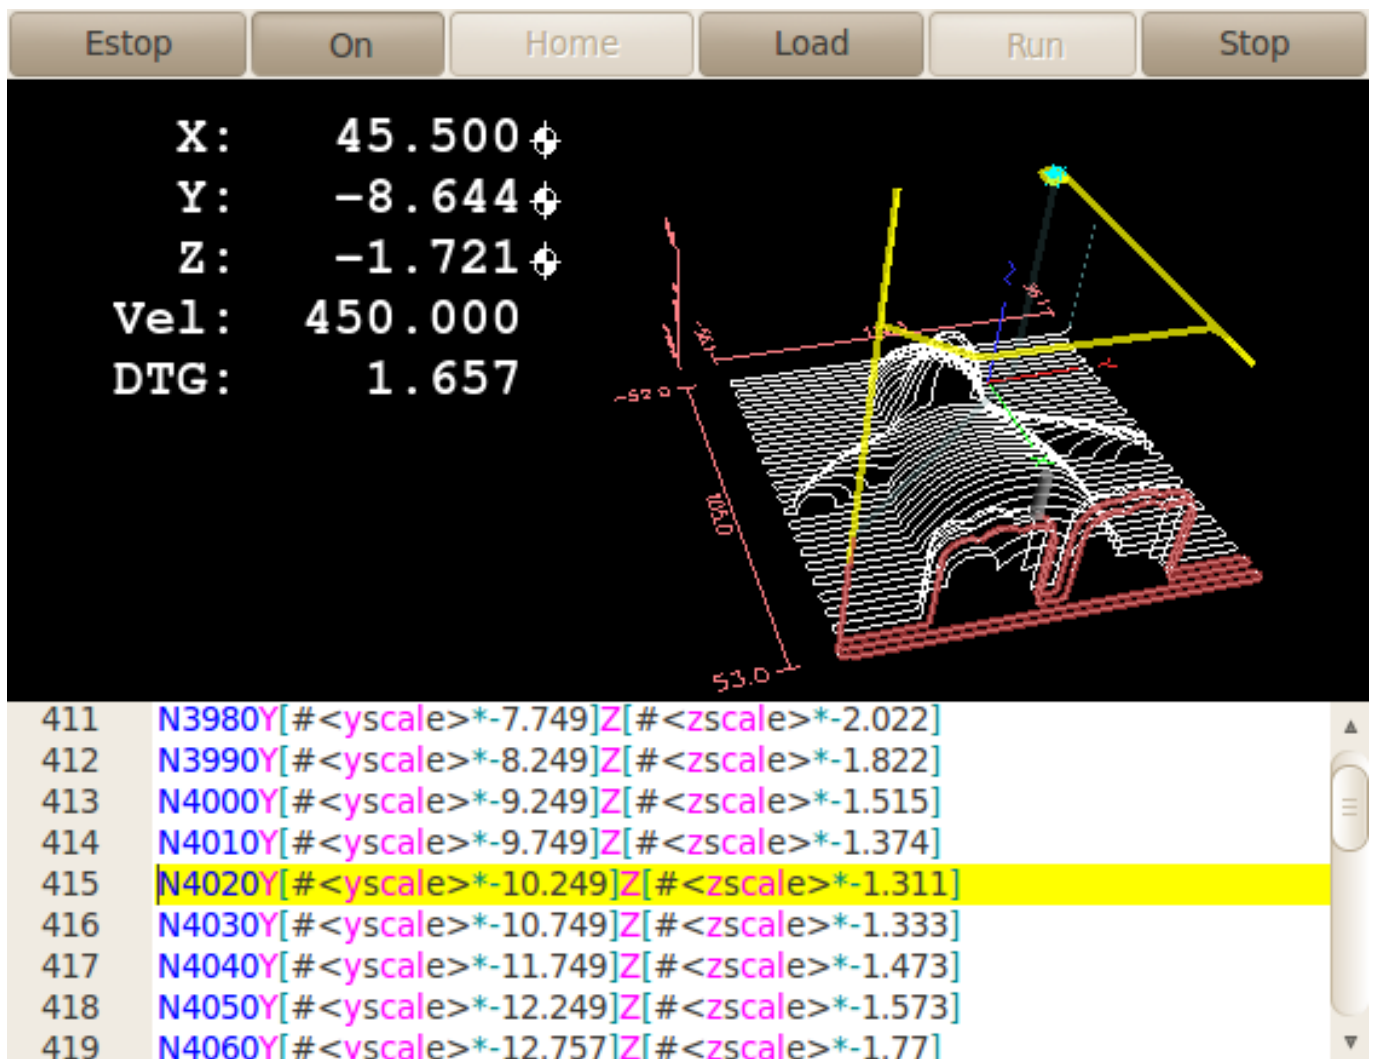 Estop On Home Load Run Stop
X: 45.500
Y: -8.644
Z: -1.721
Vel: 450.000
DTG: 1.657
Z
X
-52.0
105.0
53.0
411 N3980Y[#<yscale>*-7.749]Z[#<zscale>*-2.022]
412 N3990Y[#<yscale>*-8.249]Z[#<zscale>*-1.822]
413 N4000Y[#<yscale>*-9.249]Z[#<zscale>*-1.515]
414 N4010Y[#<yscale>*-9.749]Z[#<zscale>*-1.374]
415 N4020Y[#<yscale>*-10.249]Z[#<zscale>*-1.311]
416 N4030Y[#<yscale>*-10.749]Z[#<zscale>*-1.333]
417 N4040Y[#<yscale>*-11.749]Z[#<zscale>*-1.473]
418 N4050Y[#<yscale>*-12.249]Z[#<zscale>*-1.573]
419 N4060Y[#<yscale>*-12.757]Z[#<zscale>*-1.77]